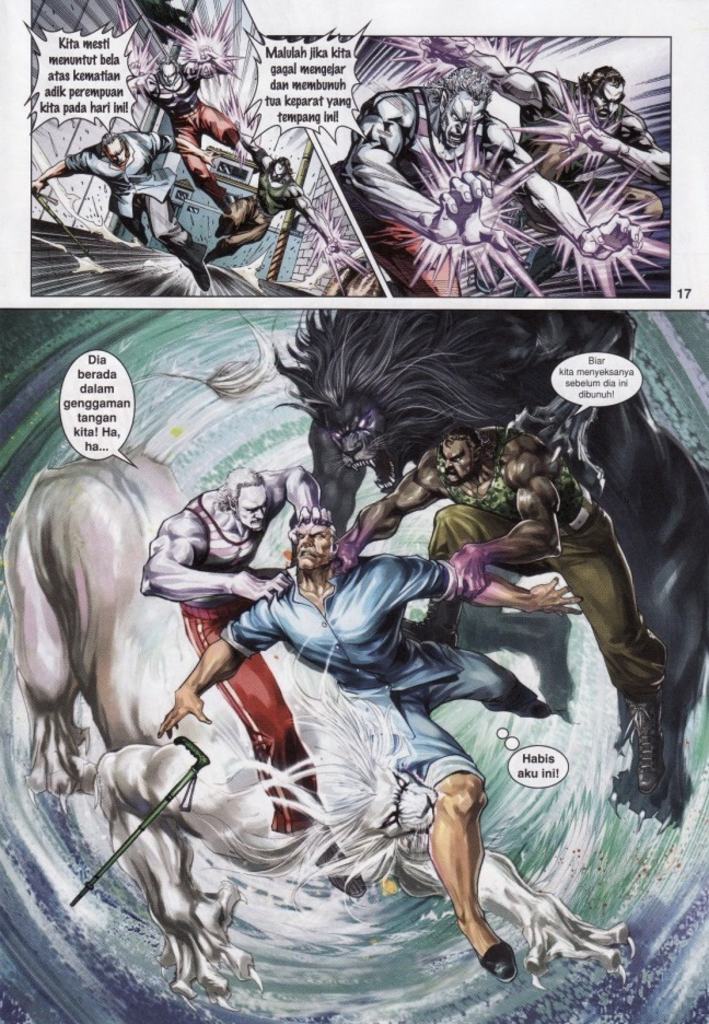 Kita mesti
menuntut bela
atas kematian
adik perempuan
kita pada hari ini!
Malulah jika kita
gagal mengejar
dan membunuh
tua keparat yang
tempang ini!
17
Dia
berada
dalam
genggaman
tangan
kita! Ha,
ha...
Biar
kita menyeksanya
sebelum dia ini
dibunuh!
Habis
aku ini!